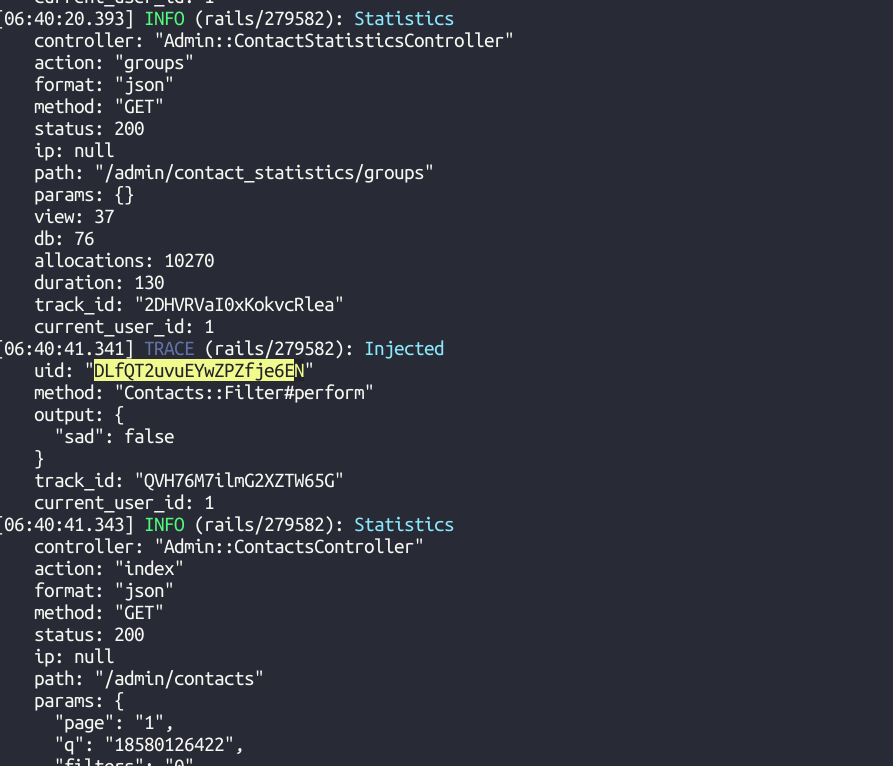 current_user_id: 1
[06:40:20.393] INFO (rails/279582): Statistics
controller: "Admin::ContactStatisticsController"
action: "groups"
format: "json"
method: "GET"
status: 200
ip: null
path: "/admin/contact_statistics/groups"
params: {}
view: 37
db: 76
allocations: 10270
duration: 130
track_id: "2DHVRVaI0xKokvcRlea"
current_user_id: 1
[06:40:41.341] TRACE (rails/279582): Injected
uid: "DLfQT2uvuEYwZPZfje6EN"
method: "Contacts::Filter#perform"
output: {
"sad": false
}
track_id: "QVH76M7ilmG2XZTW65G"
current_user_id: 1
[06:40:41.343] INFO (rails/279582): Statistics
controller: "Admin::ContactsController"
action: "index"
format: "json"
method: "GET"
status: 200
ip: null
path: "/admin/contacts"
params: {
"page": "1",
"q": "18580126422",
"filters": "0"